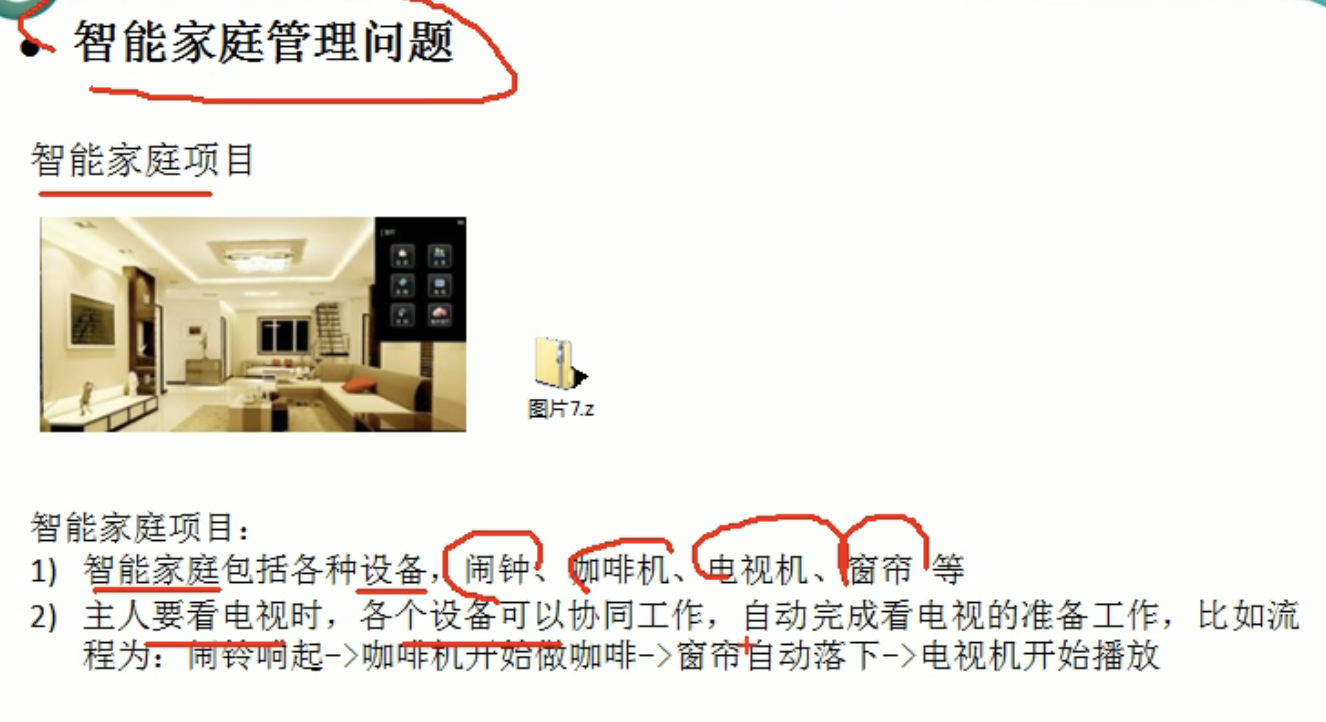 智能家庭管理问题
智能家庭项目
图片7.z
智能家庭项目：
1) 智能家庭包括各种设备，闹钟、咖啡机、电视机、窗帘 等
2) 主人要看电视时，各个设备可以协同工作，自动完成看电视的准备工作，比如流
程为：闹铃响起->咖啡机开始做咖啡->窗帘自动落下->电视机开始播放